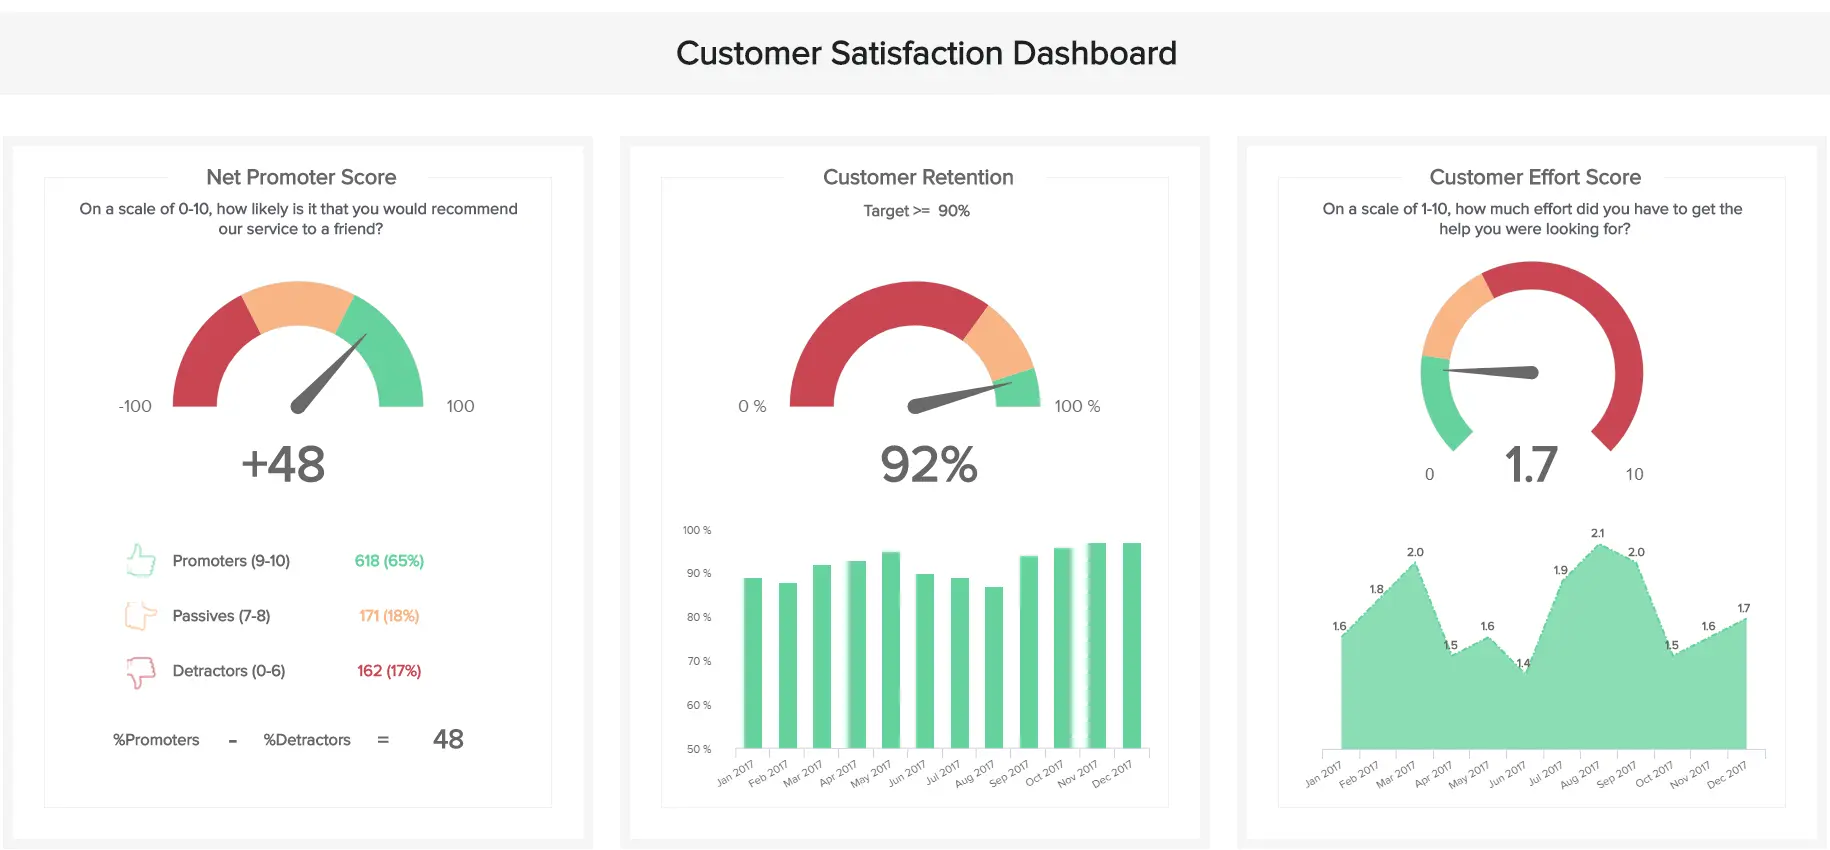 Customer Satisfaction Dashboard
Net Promoter Score
On a scale of 0-10, how likely is it that you would recommend
our service to a friend?
-100
100
+48
Promoters (9-10) 618 (65%)
Passives (7-8) 171 (18%)
Detractors (0-6) 162 (17%)
%Promoters - %Detractors = 48
Customer Retention
Target >= 90%
0 %
100 %
92%
100 %
90 %
80 %
70 %
60 %
50 %
Jan 2017
Feb 2017
Mar 2017
Apr 2017
May 2017
Jun 2017
Jul 2017
Aug 2017
Sep 2017
Oct 2017
Nov 2017
Dec 2017
Customer Effort Score
On a scale of 1-10, how much effort did you have to get the
help you were looking for?
0
10
1.7
1.6
1.8
2.0
1.5
1.6
1.4
1.9
2.1
2.0
1.5
1.6
1.7
Jan 2017
Feb 2017
Mar 2017
Apr 2017
May 2017
Jun 2017
Jul 2017
Aug 2017
Sep 2017
Oct 2017
Nov 2017
Dec 2017